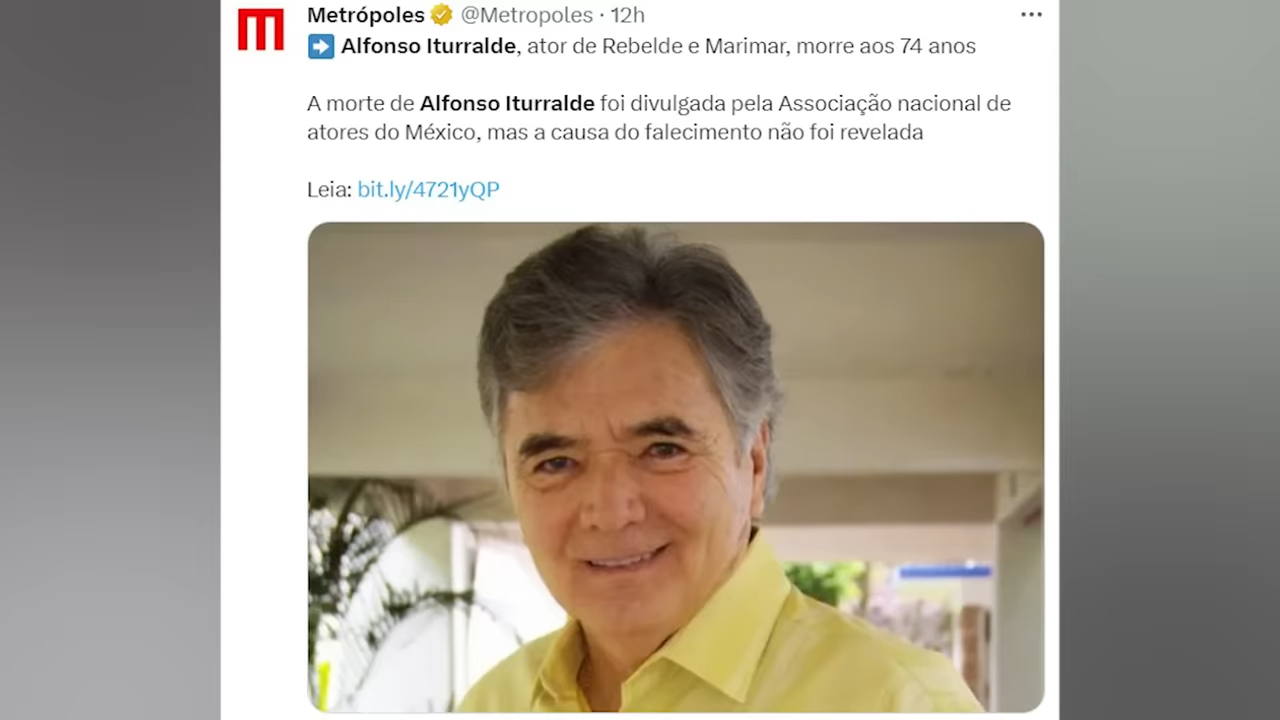 Metrópoles @Metropoles · 12h
➡ Alfonso Iturralde, ator de Rebelde e Marimar, morre aos 74 anos
A morte de Alfonso Iturralde foi divulgada pela Associação nacional de
atores do México, mas a causa do falecimento não foi revelada
Leia: bit.ly/4721yQP